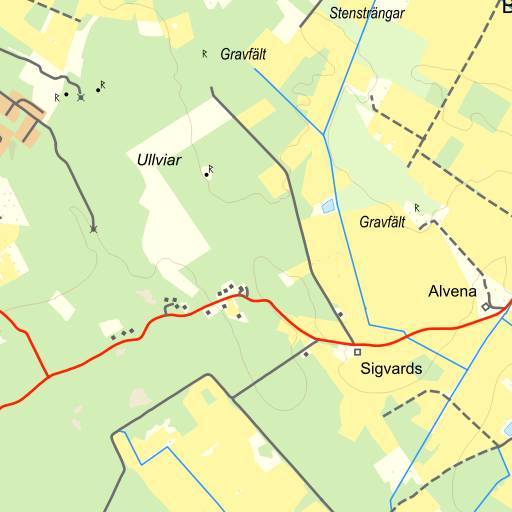 Stensträngar
B
R
Gravfält
R
R
Ullviar
R
R
Gravfält
Alvena
Sigvards